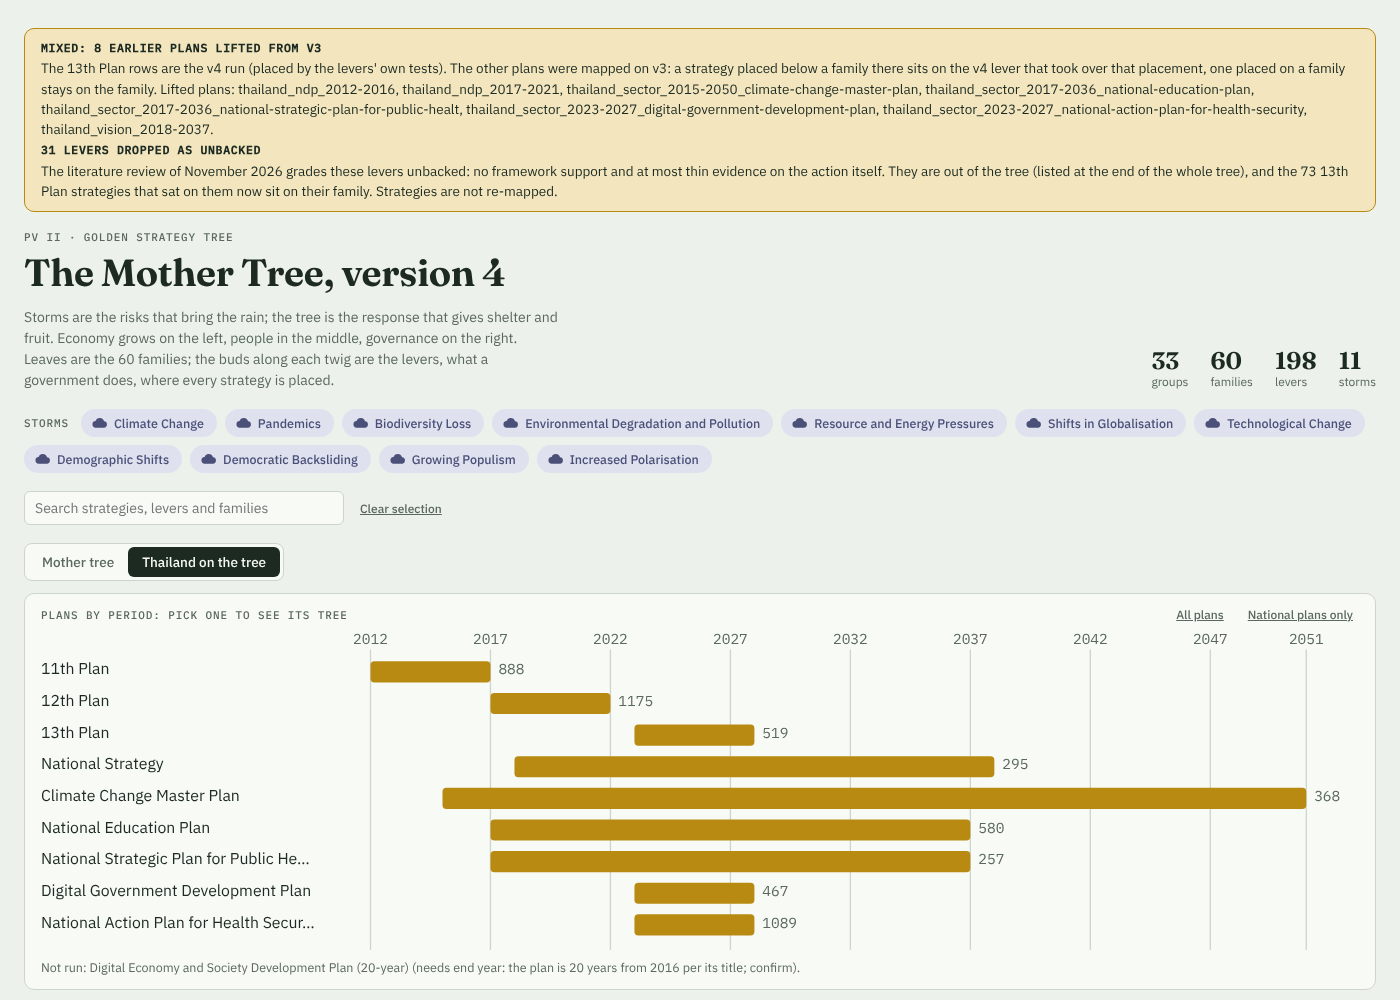 MIXED: 8 EARLIER PLANS LIFTED FROM V3
The 13th Plan rows are the v4 run (placed by the levers' own tests). The other plans were mapped on v3: a strategy placed below a family there sits on the v4 lever that took over that placement, one placed on a family
stays on the family. Lifted plans: thailand_ndp_2012-2016, thailand_ndp_2017-2021, thailand_sector_2015-2050_climate-change-master-plan, thailand_sector_2017-2036_national-education-plan,
thailand_sector_2017-2036_national-strategic-plan-for-public-healt, thailand_sector_2023-2027_digital-government-development-plan, thailand_sector_2023-2027_national-action-plan-for-health-security,
thailand_vision_2018-2037.
31 LEVERS DROPPED AS UNBACKED
The literature review of November 2026 grades these levers unbacked: no framework support and at most thin evidence on the action itself. They are out of the tree (listed at the end of the whole tree), and the 73 13th
Plan strategies that sat on them now sit on their family. Strategies are not re-mapped.
PV II · GOLDEN STRATEGY TREE
The Mother Tree, version 4
Storms are the risks that bring the rain; the tree is the response that gives shelter and
fruit. Economy grows on the left, people in the middle, governance on the right.
Leaves are the 60 families; the buds along each twig are the levers, what a
government does, where every strategy is placed.
33 60 198 11
groups families levers storms
STORMS Climate Change Pandemics Biodiversity Loss Environmental Degradation and Pollution Resource and Energy Pressures Shifts in Globalisation Technological Change
Demographic Shifts Democratic Backsliding Growing Populism Increased Polarisation
Search strategies, levers and families Clear selection
Mother tree Thailand on the tree
PLANS BY PERIOD: PICK ONE TO SEE ITS TREE All plans National plans only
2012 2017 2022 2027 2032 2037 2042 2047 2051
11th Plan 888
12th Plan 1175
13th Plan 519
National Strategy 295
Climate Change Master Plan 368
National Education Plan 580
National Strategic Plan for Public He... 257
Digital Government Development Plan 467
National Action Plan for Health Secur... 1089
Not run: Digital Economy and Society Development Plan (20-year) (needs end year: the plan is 20 years from 2016 per its title; confirm).